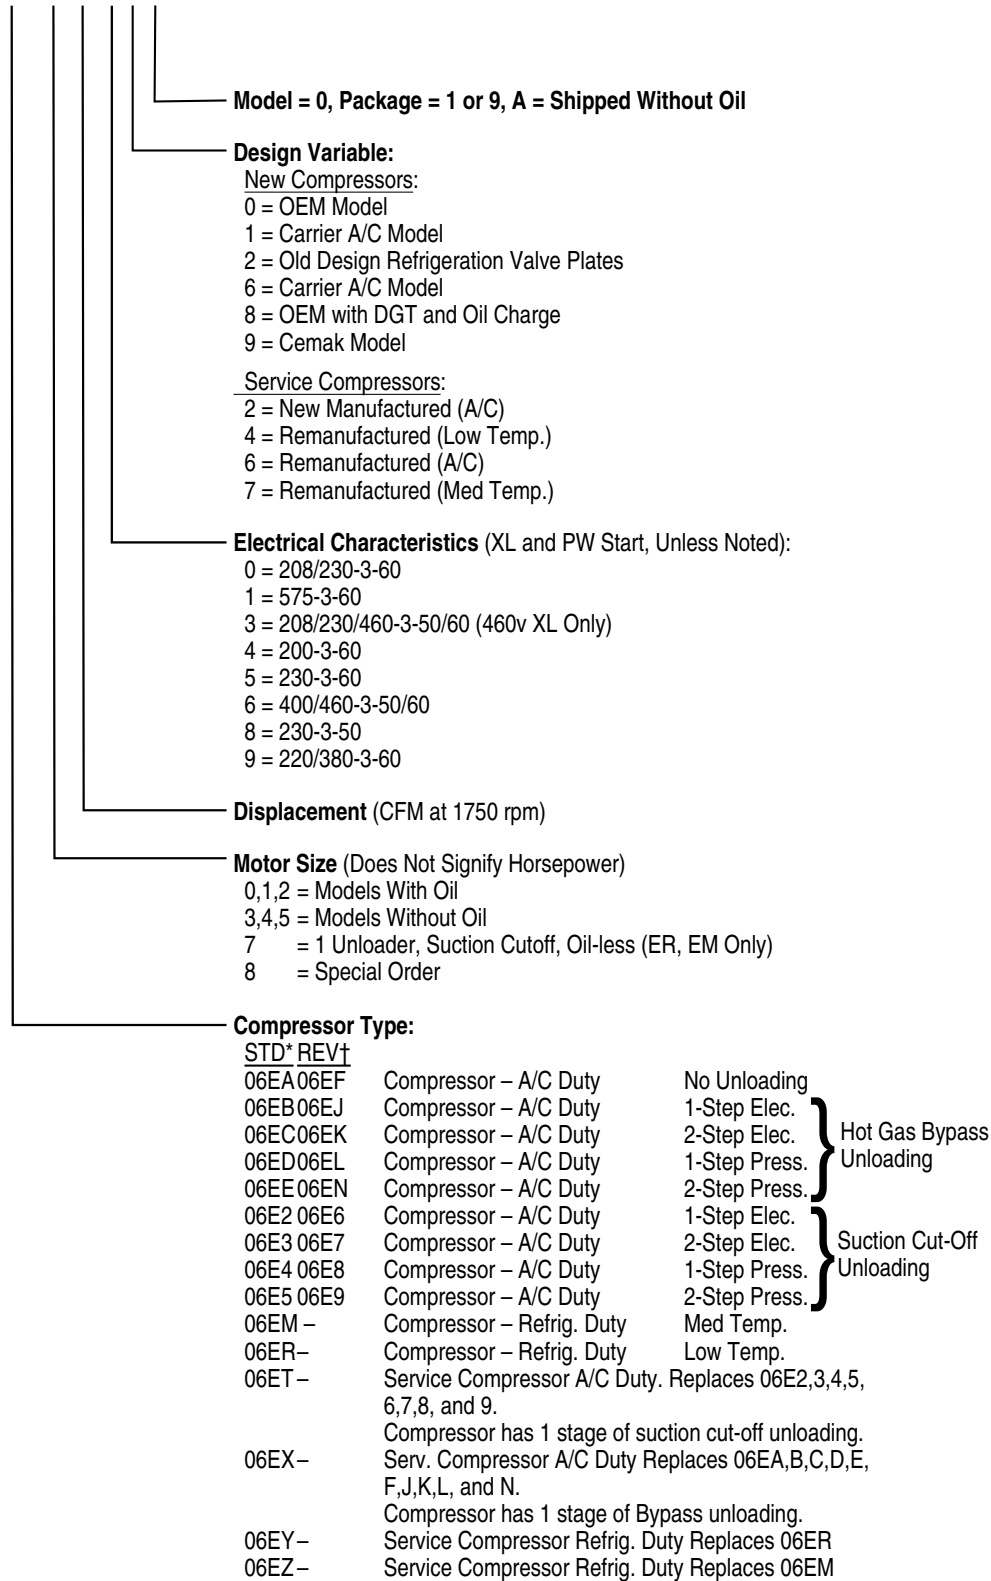 Model = 0, Package = 1 or 9, A = Shipped Without Oil
Design Variable:
New Compressors:
0 = OEM Model
1 = Carrier A/C Model
2 = Old Design Refrigeration Valve Plates
6 = Carrier A/C Model
8 = OEM with DGT and Oil Charge
9 = Cemak Model
Service Compressors:
2 = New Manufactured (A/C)
4 = Remanufactured (Low Temp.)
6 = Remanufactured (A/C)
7 = Remanufactured (Med Temp.)
Electrical Characteristics (XL and PW Start, Unless Noted):
0 = 208/230-3-60
1 = 575-3-60
3 = 208/230/460-3-50/60 (460v XL Only)
4 = 200-3-60
5 = 230-3-60
6 = 400/460-3-50/60
8 = 230-3-50
9 = 220/380-3-60
Displacement (CFM at 1750 rpm)
Motor Size (Does Not Signify Horsepower)
0,1,2 = Models With Oil
3,4,5 = Models Without Oil
7 = 1 Unloader, Suction Cutoff, Oil-less (ER, EM Only)
8 = Special Order
Compressor Type:
STD* REV†
06EA 06EF Compressor – A/C Duty No Unloading
06EB 06EJ Compressor – A/C Duty 1-Step Elec.
06EC 06EK Compressor – A/C Duty 2-Step Elec.
06ED 06EL Compressor – A/C Duty 1-Step Press.
06EE 06EN Compressor – A/C Duty 2-Step Press.
Hot Gas Bypass
Unloading
06E2 06E6 Compressor – A/C Duty 1-Step Elec.
06E3 06E7 Compressor – A/C Duty 2-Step Elec.
06E4 06E8 Compressor – A/C Duty 1-Step Press.
06E5 06E9 Compressor – A/C Duty 2-Step Press.
Suction Cut-Off
Unloading
06EM – Compressor – Refrig. Duty Med Temp.
06ER – Compressor – Refrig. Duty Low Temp.
06ET – Service Compressor A/C Duty. Replaces 06E2,3,4,5,
6,7,8, and 9.
Compressor has 1 stage of suction cut-off unloading.
06EX – Serv. Compressor A/C Duty Replaces 06EA,B,C,D,E,
F,J,K,L, and N.
Compressor has 1 stage of Bypass unloading.
06EY – Service Compressor Refrig. Duty Replaces 06ER
06EZ – Service Compressor Refrig. Duty Replaces 06EM